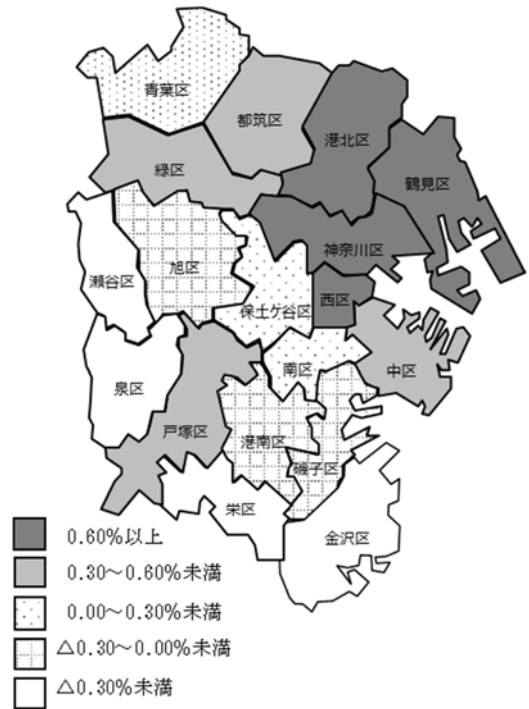 青葉区
都筑区
港北区
緑区
鶴見区
神奈川区
旭区
瀬谷区
西区
保土ケ谷区
南区
中区
泉区
戸塚区
港南区
磯子区
栄区
金沢区
0.60%以上
0.30～0.60%未満
0.00～0.30%未満
△0.30～0.00%未満
△0.30%未満